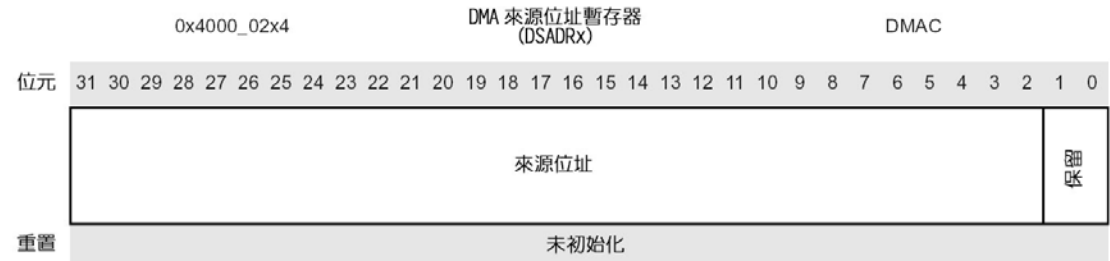 0x4000_02x4 DMA 來源位址暫存器 DMAC
(DSADRx)
位元 31 30 29 28 27 26 25 24 23 22 21 20 19 18 17 16 15 14 13 12 11 10 9 8 7 6 5 4 3 2 1 0
來源位址 保留
重置 未初始化